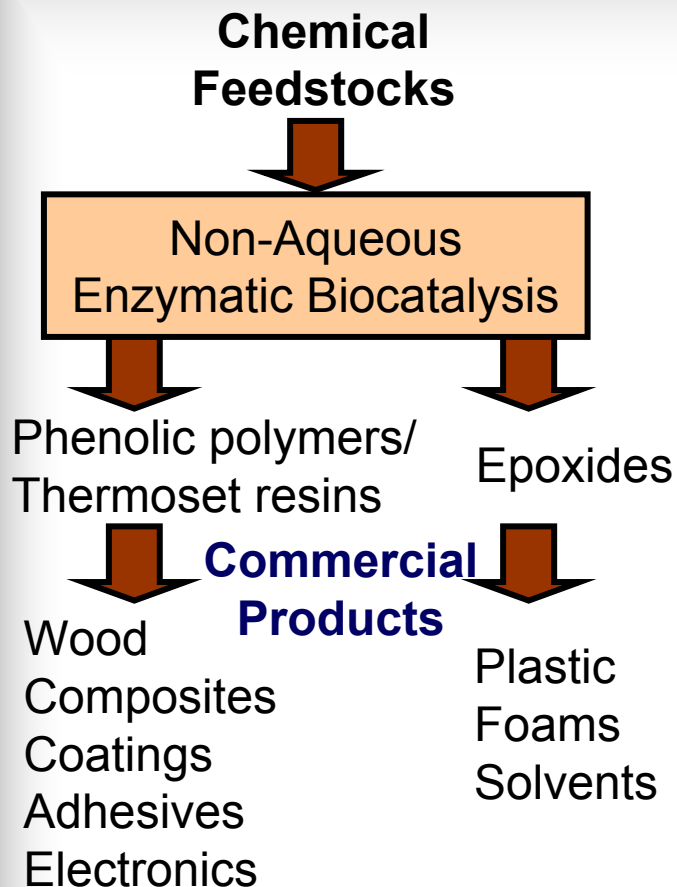 Chemical
Feedstocks
Non-Aqueous
Enzymatic Biocatalysis
Phenolic polymers/
Thermoset resins
Epoxides
Commercial
Products
Wood
Composites
Coatings
Adhesives
Electronics
Plastic
Foams
Solvents